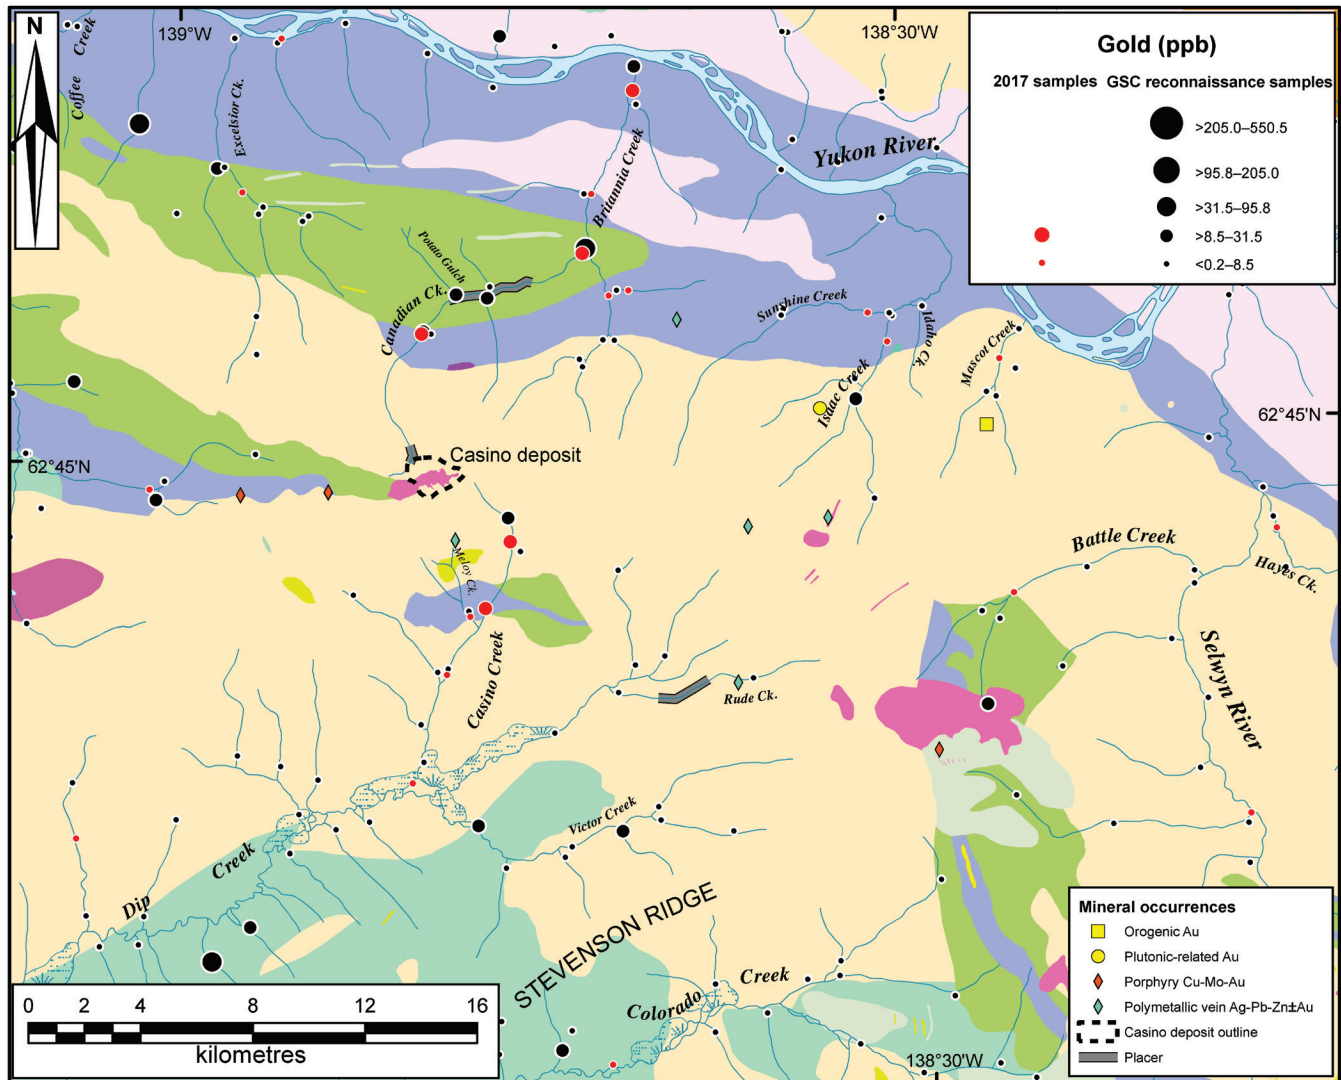 N
139°W
138°30'W
Coffee Creek
Excelsior Ck.
Britannia Creek
Yukon River
Potato Gulch
Canadian Ck.
Sunshine Creek
Idaho Ck.
Mascot Creek
Isaac Creek
62°45'N
62°45'N
Casino deposit
Meloy Ck.
Casino Creek
Battle Creek
Hayes Ck.
Selwyn River
Rude Ck.
Victor Creek
Dip Creek
STEVENSON RIDGE
Colorado Creek
138°30'W
Gold (ppb)
2017 samples GSC reconnaissance samples
>205.0–550.5
>95.8–205.0
>31.5–95.8
>8.5–31.5
<0.2–8.5
Mineral occurrences
Orogenic Au
Plutonic-related Au
Porphyry Cu-Mo-Au
Polymetallic vein Ag-Pb-Zn±Au
Casino deposit outline
Placer
0 2 4 8 12 16
kilometres